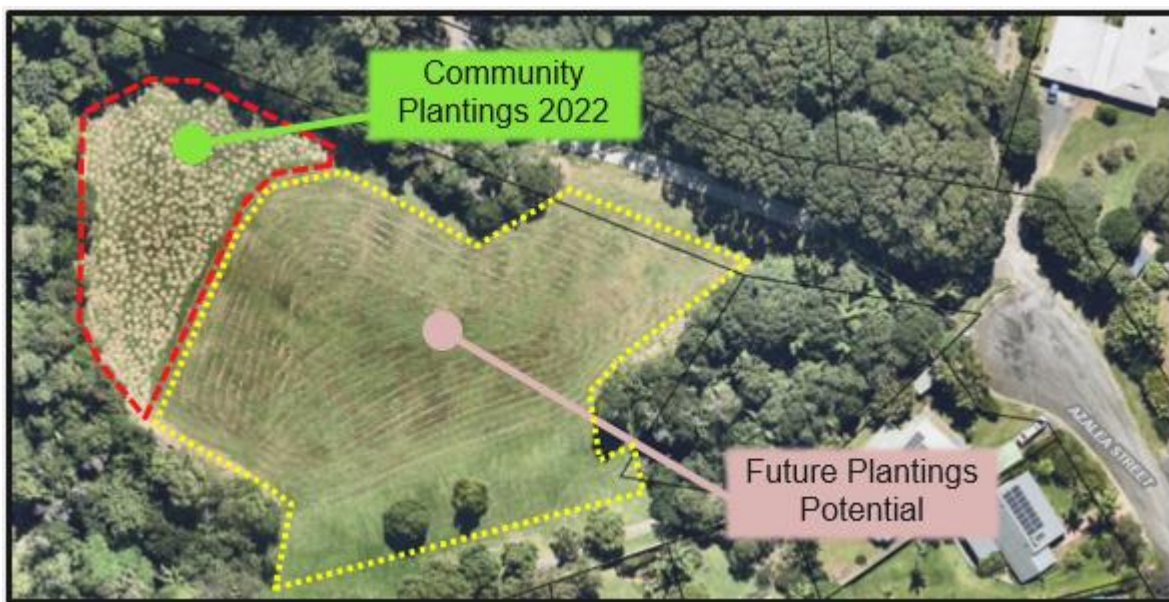 Community
Plantings 2022
Future Plantings
Potential
AZALEA STREET